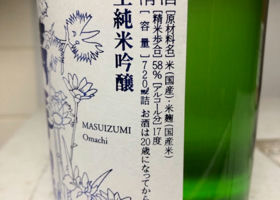 酒
[原材料名] 米(国産)・米麹(国産米)
[精米歩合]58%[アルコール分]17度
[容量]720ml詰 お酒は20歳になってから
純米吟醸
MASUIZUMI
Omachi